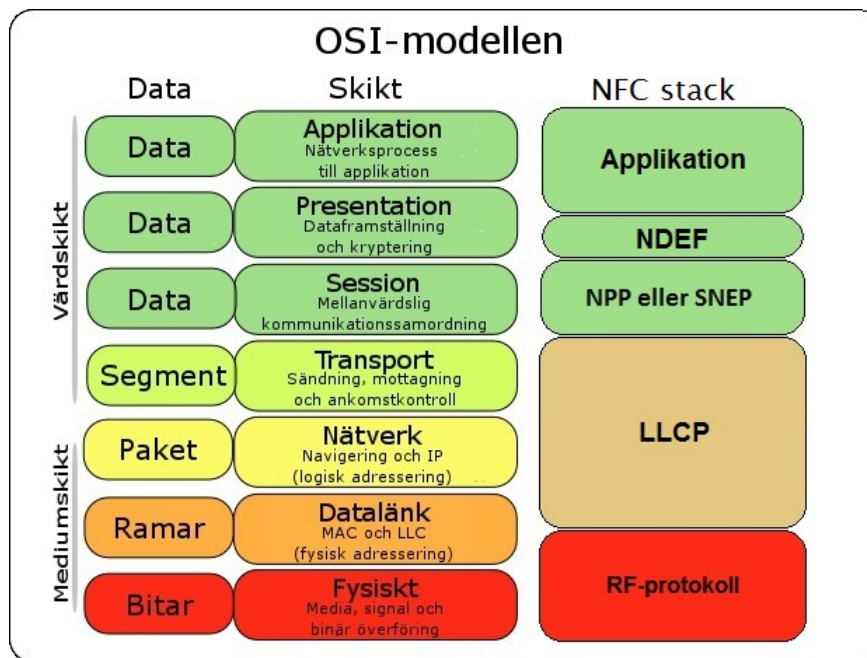 OSI-modellen
Data Skikt NFC stack
Värdskikt
Data
Applikation
Nätverksprocess
till applikation
Applikation
Data
Presentation
Dataframställning
och kryptering
NDEF
Data
Session
Mellanvärdslig
kommunikationssamordning
NPP eller SNEP
Segment
Transport
Sändning, mottagning
och ankomstkontroll
LLCP
Mediumskikt
Paket
Nätverk
Navigering och IP
(logisk adressering)
Ramar
Datalänk
MAC och LLC
(fysisk adressering)
Bitar
Fysiskt
Media, signal och
binär överföring
RF-protokoll